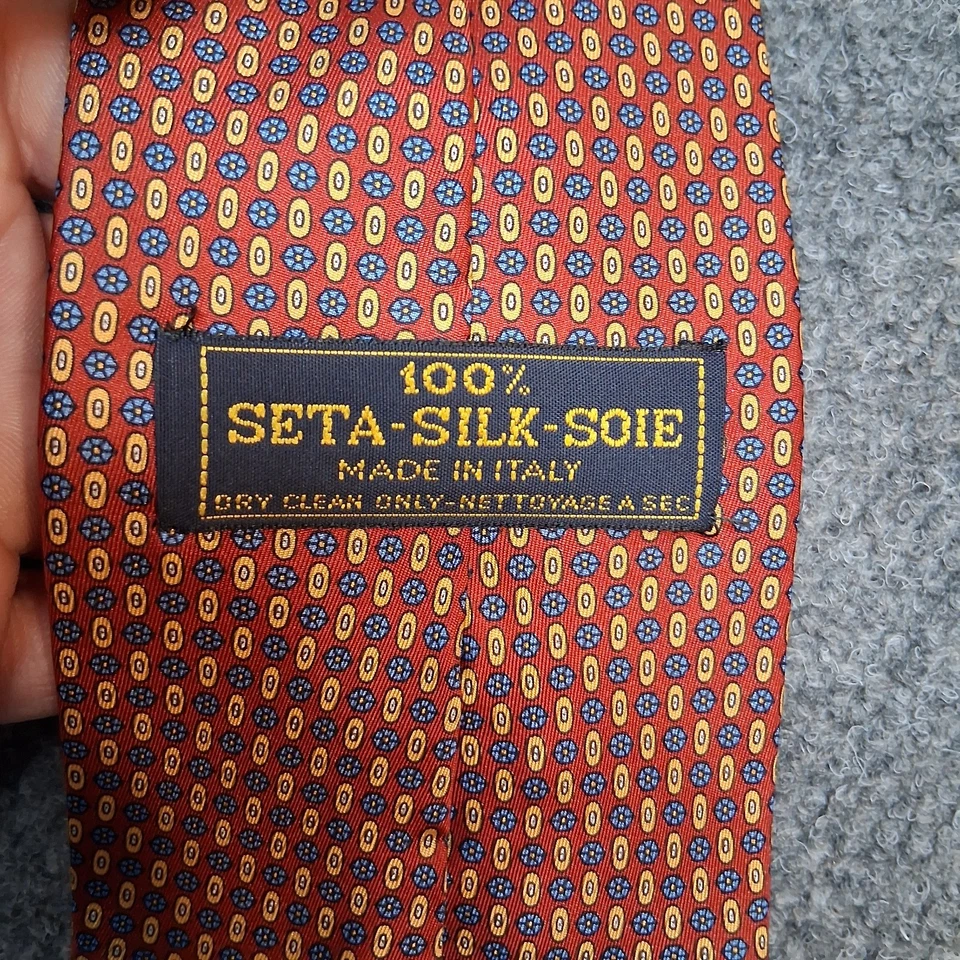 100%
SETA-SILK-SOIE
MADE IN ITALY
DRY CLEAN ONLY-NETTOYAGE A SEC